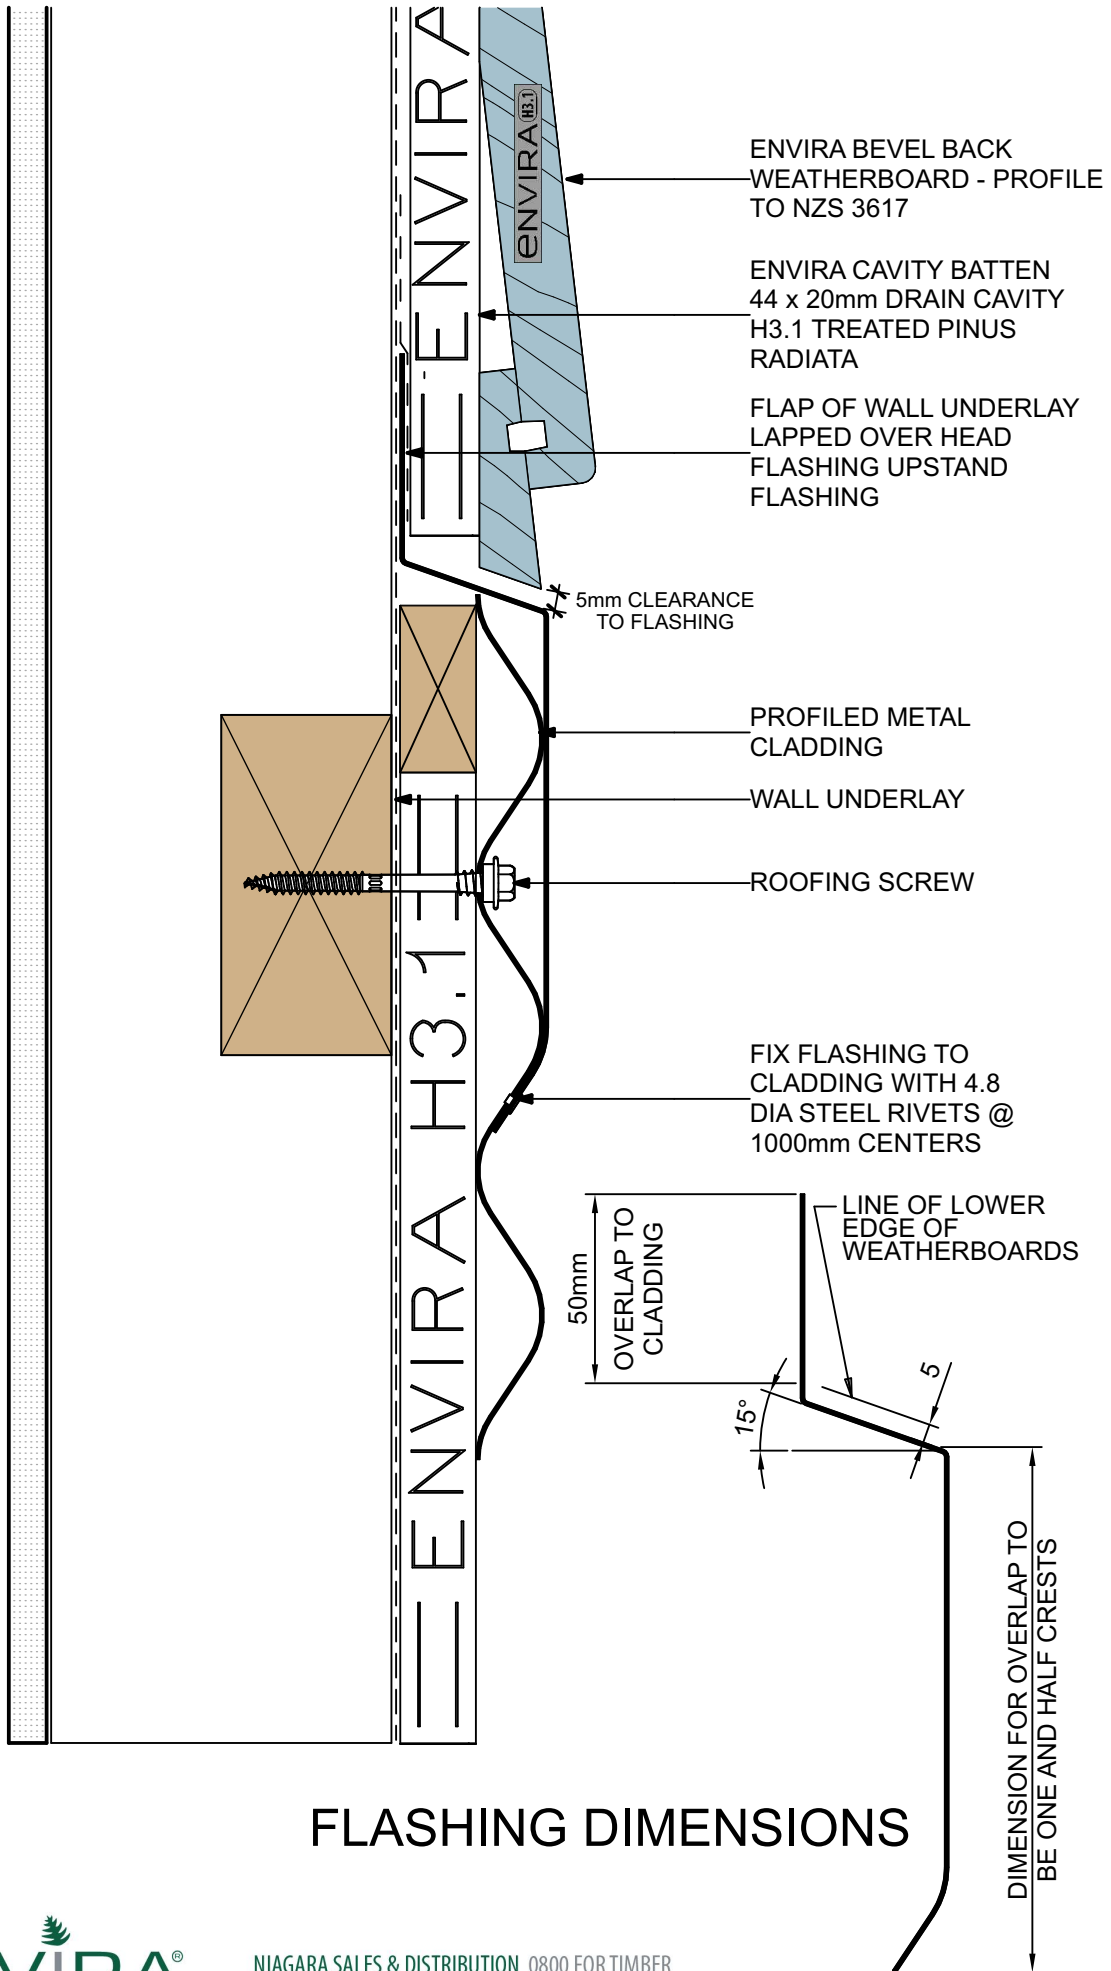 ENVIRA
ENVIRA H3.1
ENVIRA BEVEL BACK
WEATHERBOARD - PROFILE
TO NZS 3617
ENVIRA CAVITY BATTEN
44 x 20mm DRAIN CAVITY
H3.1 TREATED PINUS
RADIATA
FLAP OF WALL UNDERLAY
LAPPED OVER HEAD
FLASHING UPSTAND
FLASHING
5mm CLEARANCE
TO FLASHING
PROFILED METAL
CLADDING
WALL UNDERLAY
ROOFING SCREW
ENVIRA H3.1
FIX FLASHING TO
CLADDING WITH 4.8
DIA STEEL RIVETS @
1000mm CENTERS
LINE OF LOWER
EDGE OF
WEATHERBOARDS
50mm
OVERLAP TO
CLADDING
15°
5
DIMENSION FOR OVERLAP TO
BE ONE AND HALF CRESTS
FLASHING DIMENSIONS
VIRA®
NIAGARA SALES & DISTRIBUTION 0800 FOR TIMBER